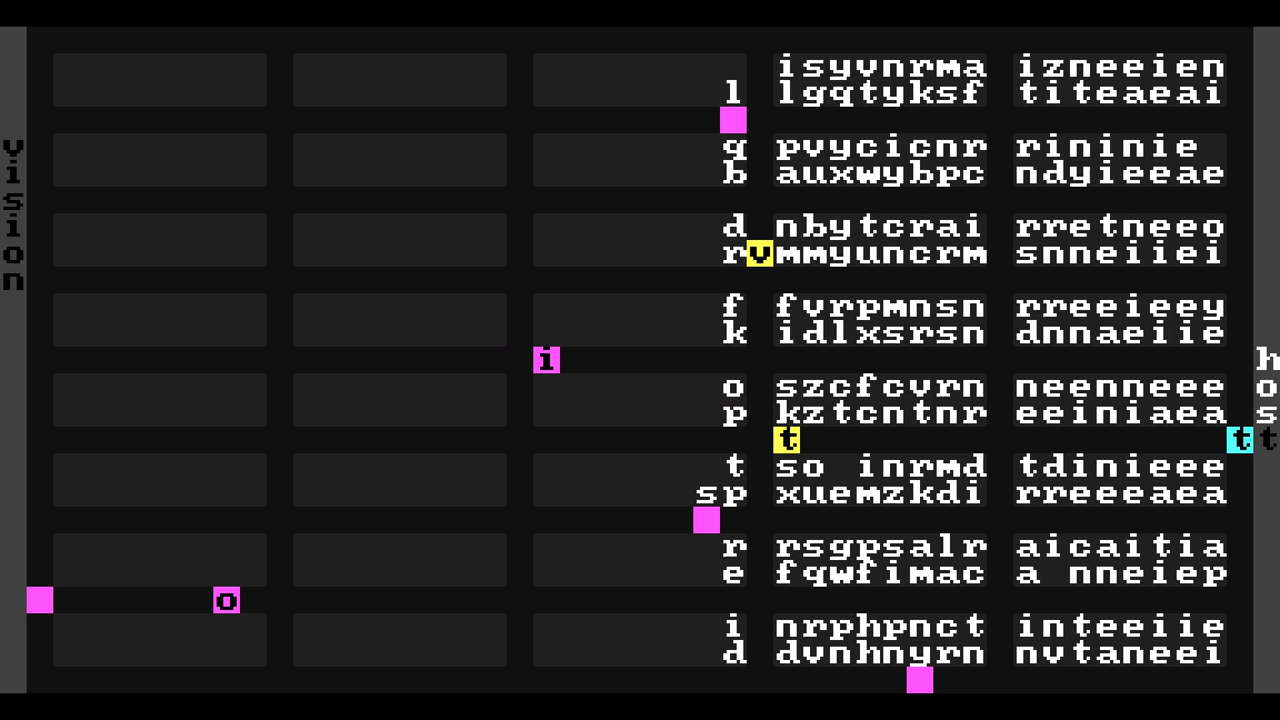 vision
isyvnrma izneeien
l lgqtyksf titeaeai
q pvycicnr rininie
b auxwybpc ndyieeae
d nbytcrai rretneeo
rvmmyuncrm snneiiei
f fvrpmnsn rreeieey
k idlxsrsn dnnaeiie
i
o szcfcvrn neenneee
p kztcntnr eeiniaea
t t
t so inrmd tdinieee
sp xuemzkdi rreeeaea
r rsgpsalr aicaitia
e fqwfimac a nneiep
o
i nrphpnct inteeiie
d dvnhnyrn nvtaneei
host